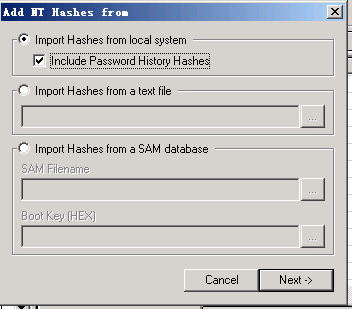 Add NT Hashes from
Import Hashes from local system
Include Password History Hashes
Import Hashes from a text file
...
Import Hashes from a SAM database
SAM Filename
...
Boot Key (HEX)
...
Cancel
Next ->